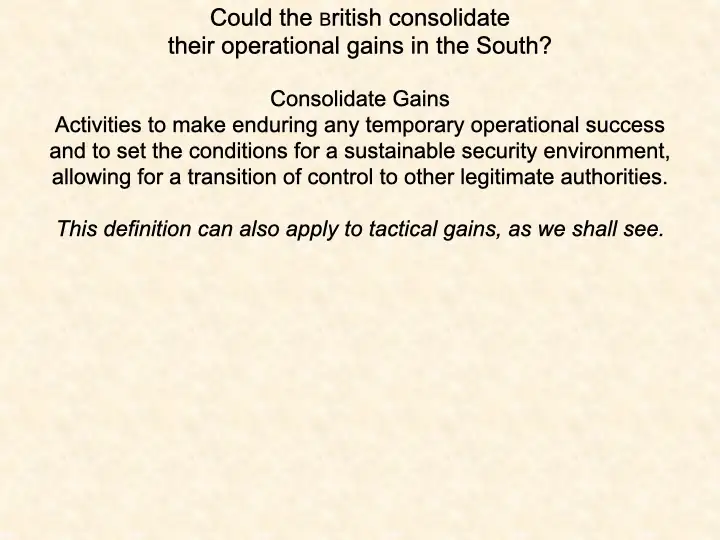 Could the British consolidate
their operational gains in the South?
Consolidate Gains
Activities to make enduring any temporary operational success
and to set the conditions for a sustainable security environment,
allowing for a transition of control to other legitimate authorities.
This definition can also apply to tactical gains, as we shall see.